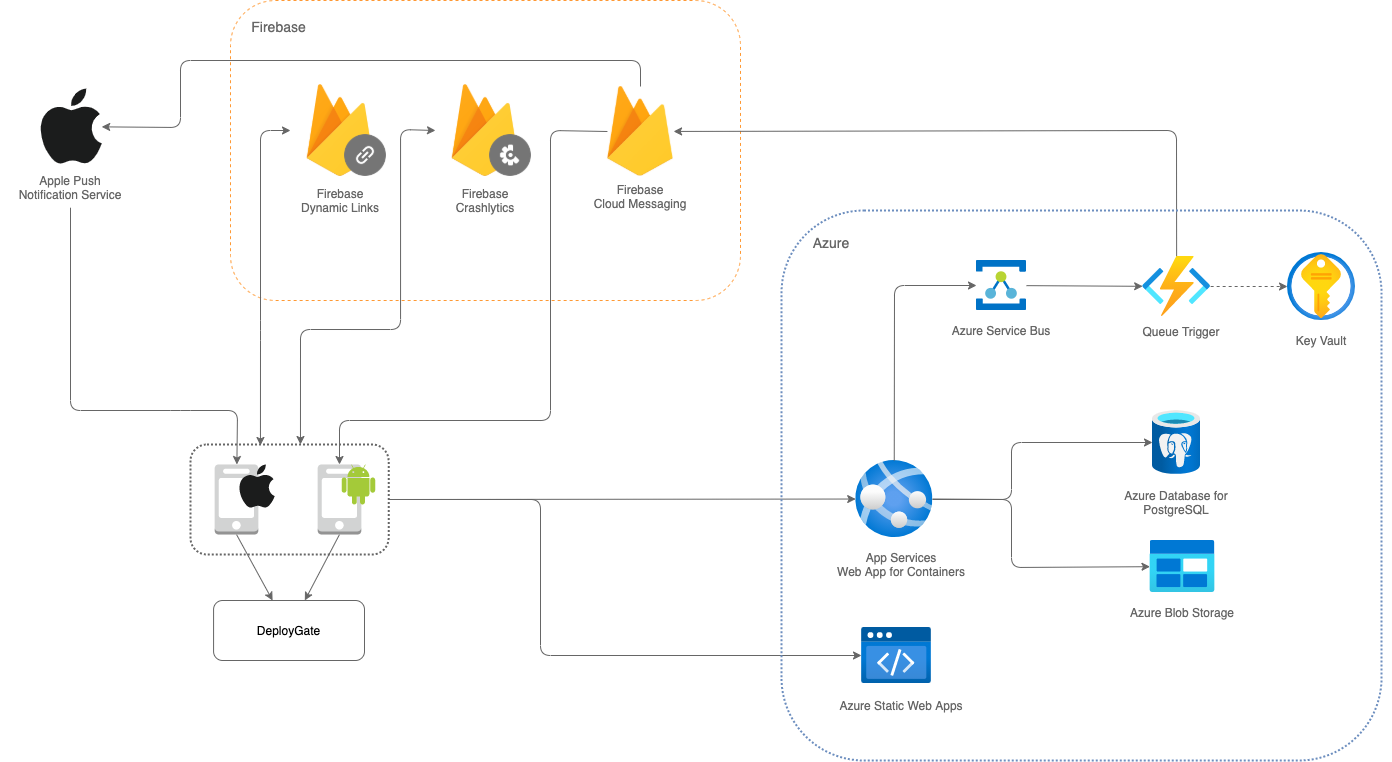 Firebase
Apple Push
Notification Service
Firebase
Dynamic Links
Firebase
Crashlytics
Firebase
Cloud Messaging
Azure
Azure Service Bus
Queue Trigger
Key Vault
Azure Database for
PostgreSQL
App Services
Web App for Containers
Azure Blob Storage
DeployGate
Azure Static Web Apps